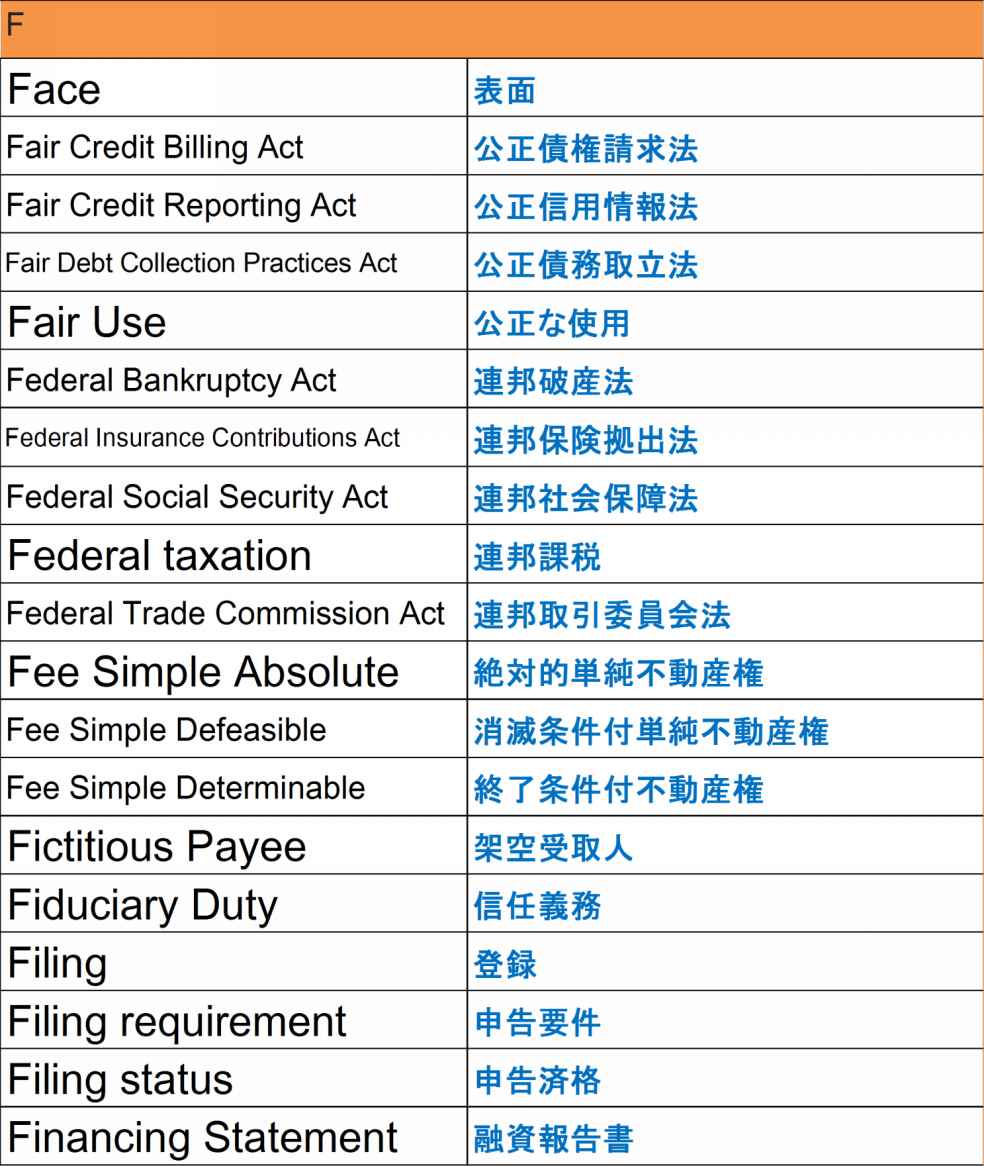 F
Face 表面
Fair Credit Billing Act 公正債権請求法
Fair Credit Reporting Act 公正信用情報法
Fair Debt Collection Practices Act 公正債務取立法
Fair Use 公正な使用
Federal Bankruptcy Act 連邦破産法
Federal Insurance Contributions Act 連邦保険拠出法
Federal Social Security Act 連邦社会保障法
Federal taxation 連邦課税
Federal Trade Commission Act 連邦取引委員会法
Fee Simple Absolute 絶対的単純不動産権
Fee Simple Defeasible 消滅条件付単純不動産権
Fee Simple Determinable 終了条件付不動産権
Fictitious Payee 架空受取人
Fiduciary Duty 信任義務
Filing 登録
Filing requirement 申告要件
Filing status 申告済格
Financing Statement 融資報告書